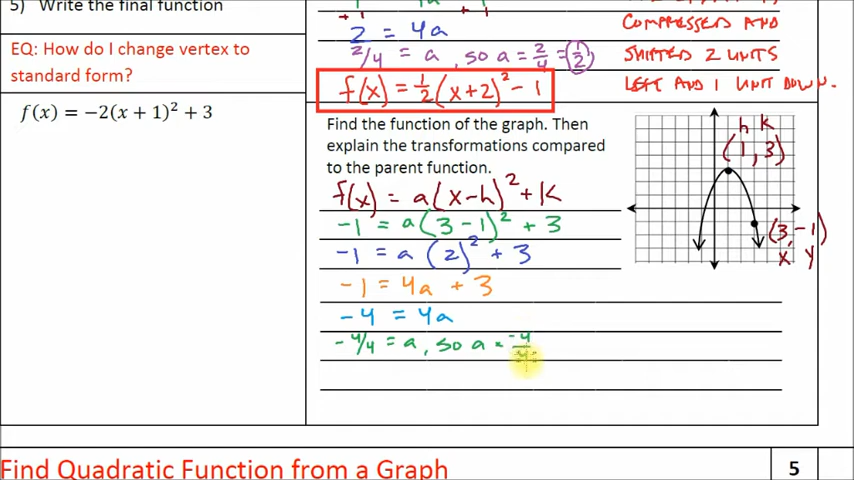 5) Write the final function
EQ: How do I change vertex to
standard form?
f(x) = −2(x + 1)² + 3
+1 +1
2 = 4a
2/4 = a, so a = 2/4 = 1/2
f(x) = 1/2 (x+2)² - 1
COMPRESSED AND
SHIFTED 2 UNITS
LEFT AND 1 UNIT DOWN.
Find the function of the graph. Then
explain the transformations compared
to the parent function.
f(x) = a(x-h)² + k
-1 = a(3-1)² + 3
-1 = a (2)² + 3
-1 = 4a + 3
-4 = 4a
-4/4 = a, so a = -4/4
h k
(1, 3)
(3, -1)
x y
Find Quadratic Function from a Graph
5